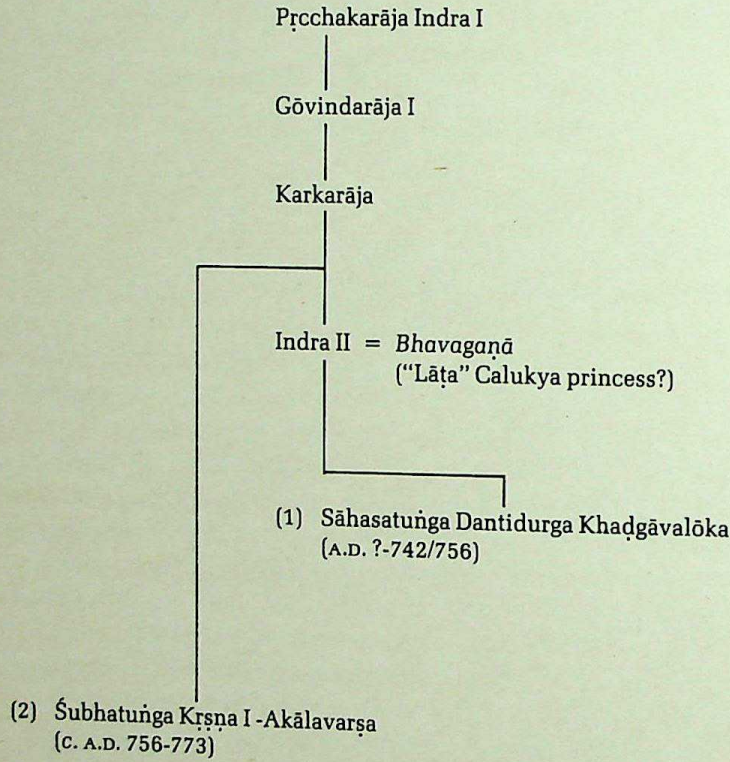 Pṛcchakarāja Indra I
Gōvindarāja I
Karkarāja
Indra II = Bhavagaṇā
("Lāṭa" Calukya princess?)
(1) Sāhasatuṅga Dantidurga Khaḍgāvalōka
(A.D. ?-742/756)
(2) Śubhatuṅga Kṛṣṇa I -Akālavarṣa
(C. A.D. 756-773)